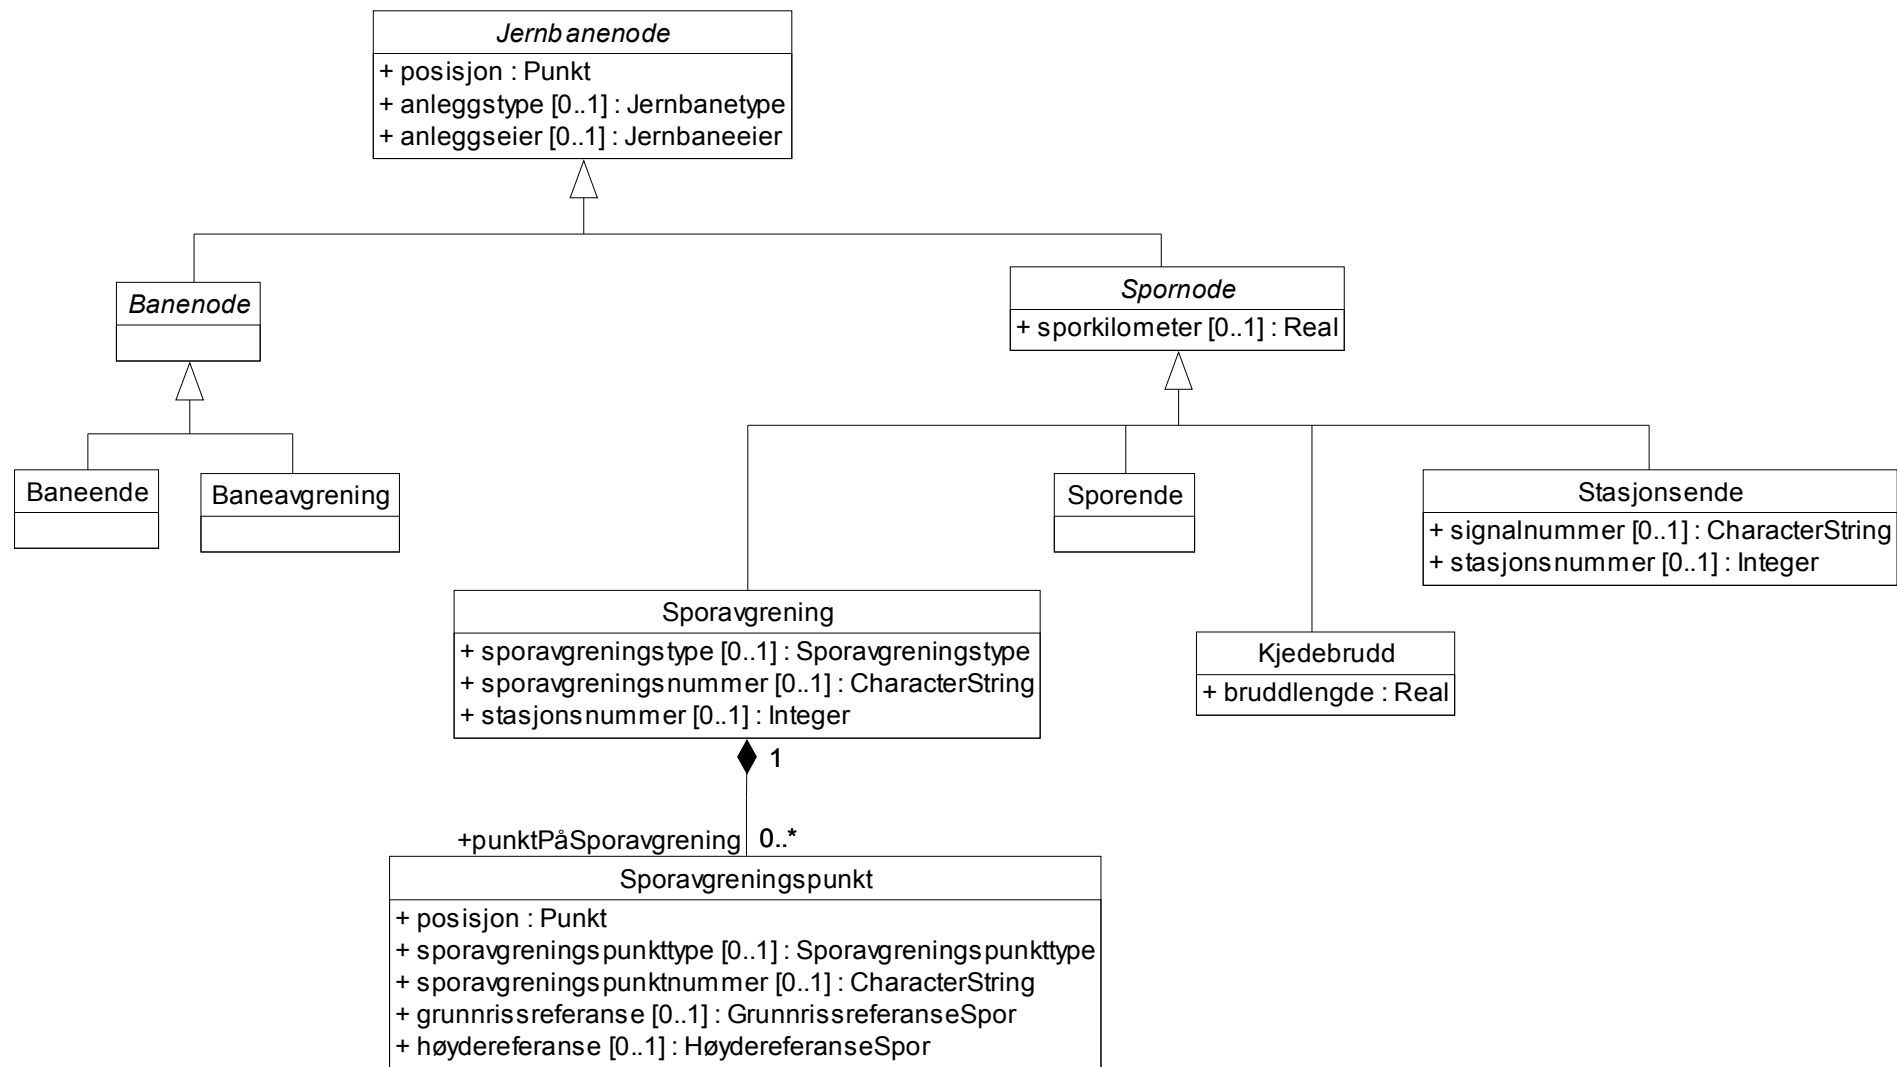 Jernbanenode
+ posisjon : Punkt
+ anleggstype [0..1] : Jernbanetype
+ anleggseier [0..1] : Jernbaneeier
Banenode
Spornode
+ sporkilometer [0..1] : Real
Baneende
Baneavgrening
Sporende
Stasjonsende
+ signalnummer [0..1] : CharacterString
+ stasjonsnummer [0..1] : Integer
Sporavgrening
+ sporavgreningstype [0..1] : Sporavgreningstype
+ sporavgreningsnummer [0..1] : CharacterString
+ stasjonsnummer [0..1] : Integer
Kjedebrudd
+ bruddlengde : Real
1
+punktPåSporavgrening 0..*
Sporavgreningspunkt
+ posisjon : Punkt
+ sporavgreningspunkttype [0..1] : Sporavgreningspunkttype
+ sporavgreningspunktnummer [0..1] : CharacterString
+ grunnrissreferanse [0..1] : GrunnrissreferanseSpor
+ høydereferanse [0..1] : HøydereferanseSpor